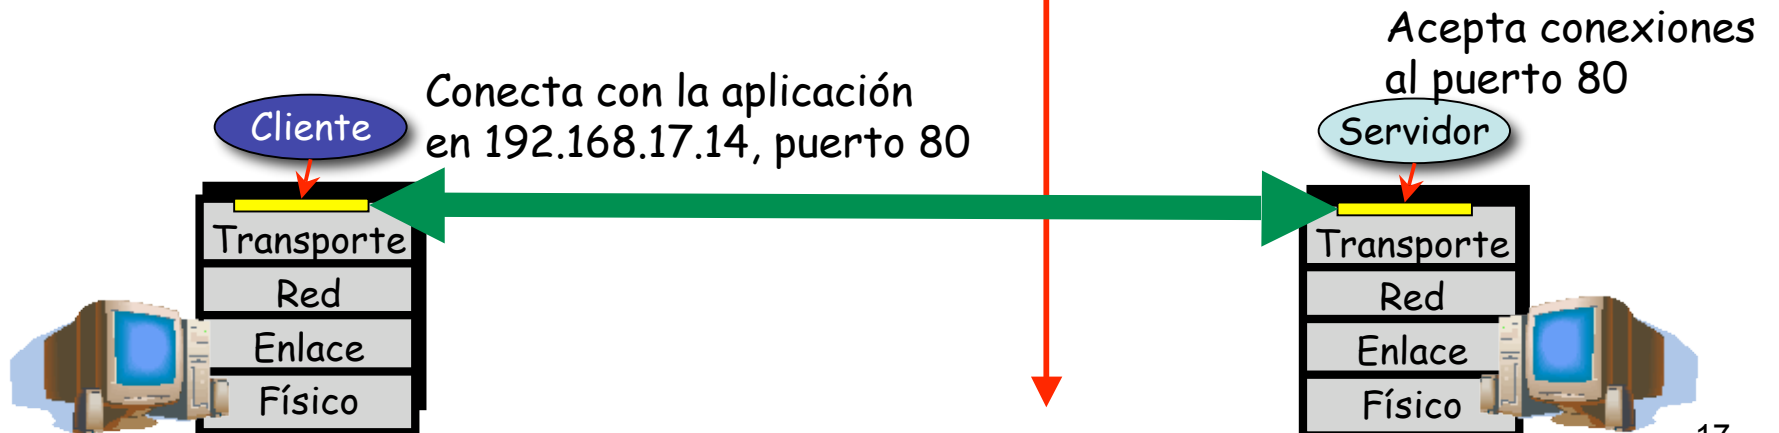 Acepta conexiones
al puerto 80
Conecta con la aplicación
en 192.168.17.14, puerto 80
Cliente
Servidor
Transporte
Red
Enlace
Físico
Transporte
Red
Enlace
Físico
17